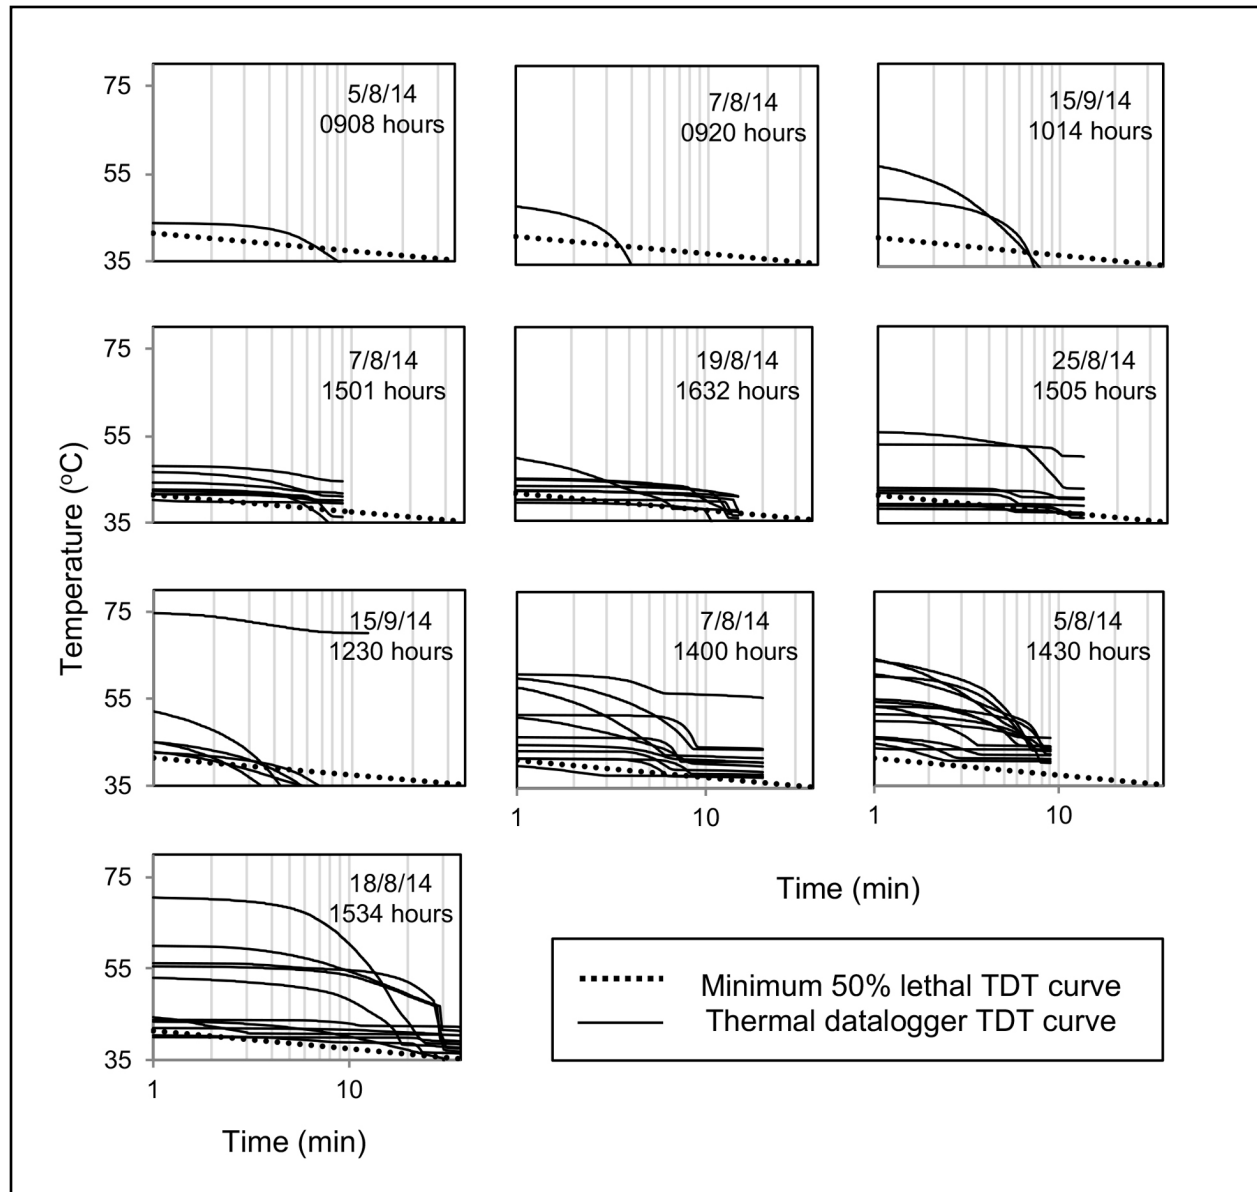 75
55
35
5/8/14
0908 hours
7/8/14
0920 hours
15/9/14
1014 hours
75
55
35
7/8/14
1501 hours
19/8/14
1632 hours
25/8/14
1505 hours
Temperature (ºC)
75
55
35
15/9/14
1230 hours
7/8/14
1400 hours
1
10
5/8/14
1430 hours
1
10
Time (min)
75
55
35
18/8/14
1534 hours
1
10
Time (min)
Minimum 50% lethal TDT curve
Thermal datalogger TDT curve